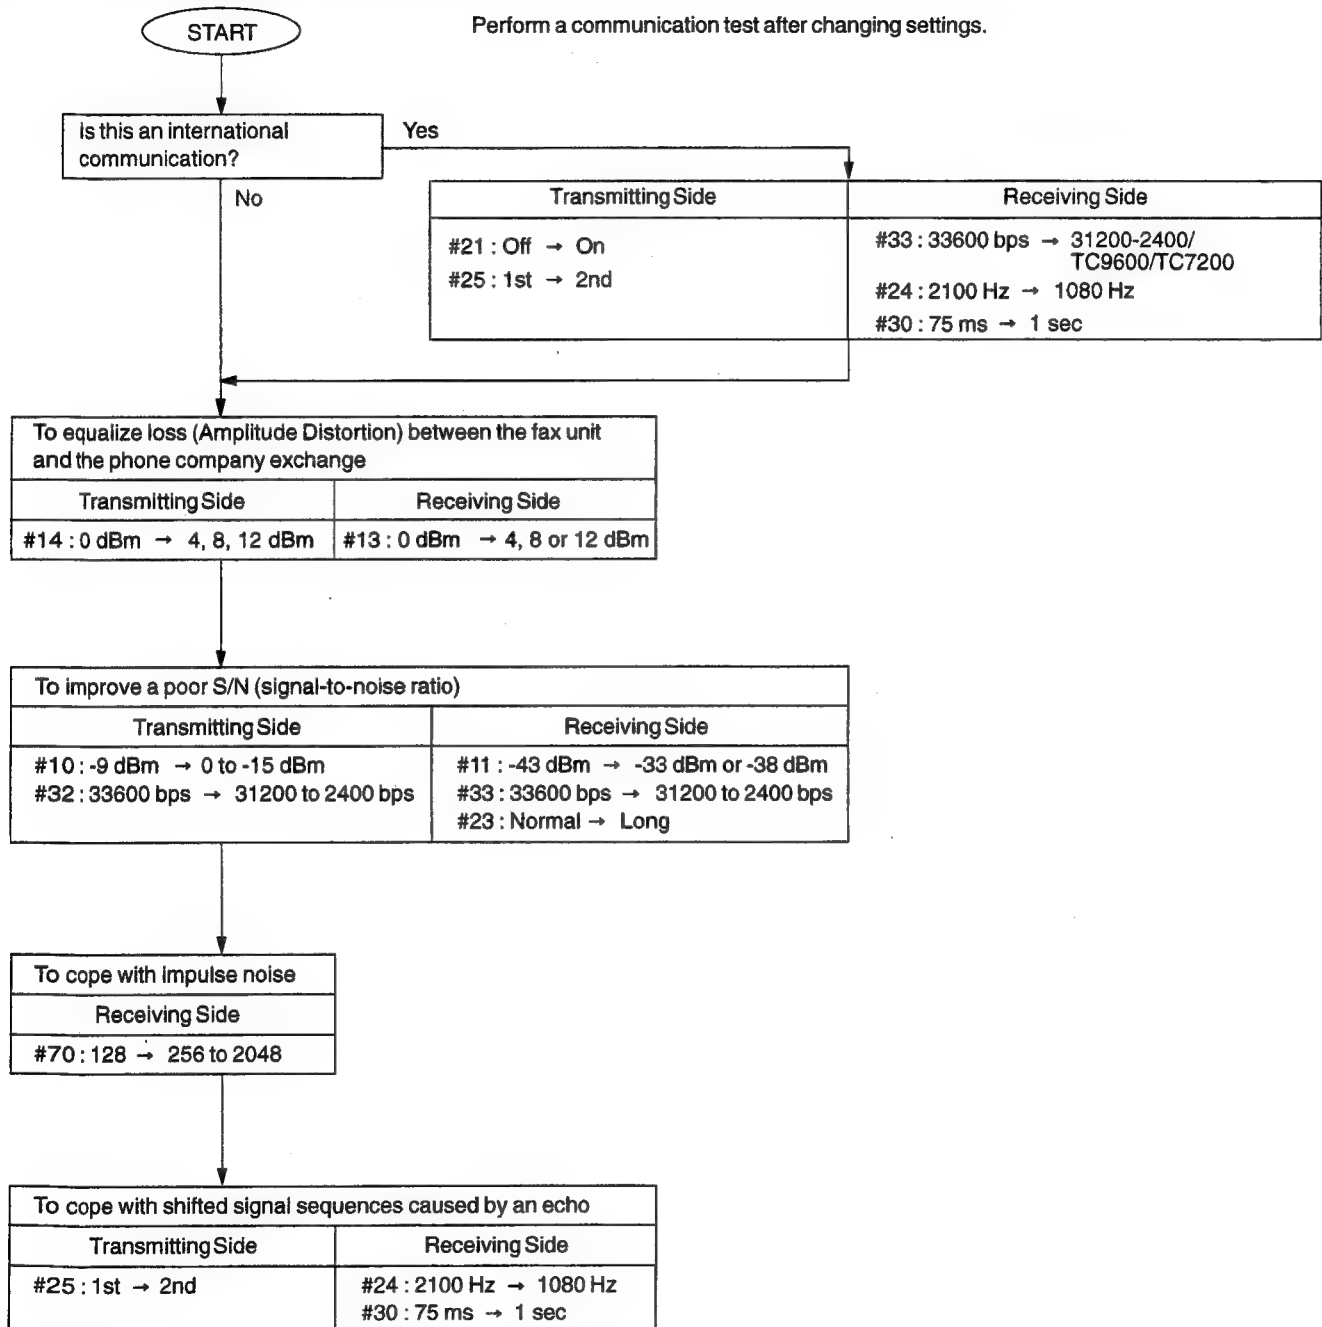 START
Perform a communication test after changing settings.
Is this an international
communication?
Yes
No
Transmitting Side
Receiving Side
#21 : Off → On
#25 : 1st → 2nd
#33 : 33600 bps → 31200-2400/
TC9600/TC7200
#24 : 2100 Hz → 1080 Hz
#30 : 75 ms → 1 sec
To equalize loss (Amplitude Distortion) between the fax unit
and the phone company exchange
Transmitting Side
Receiving Side
#14 : 0 dBm → 4, 8, 12 dBm
#13 : 0 dBm → 4, 8 or 12 dBm
To improve a poor S/N (signal-to-noise ratio)
Transmitting Side
Receiving Side
#10 : -9 dBm → 0 to -15 dBm
#32 : 33600 bps → 31200 to 2400 bps
#11 : -43 dBm → -33 dBm or -38 dBm
#33 : 33600 bps → 31200 to 2400 bps
#23 : Normal → Long
To cope with impulse noise
Receiving Side
#70 : 128 → 256 to 2048
To cope with shifted signal sequences caused by an echo
Transmitting Side
Receiving Side
#25 : 1st → 2nd
#24 : 2100 Hz → 1080 Hz
#30 : 75 ms → 1 sec